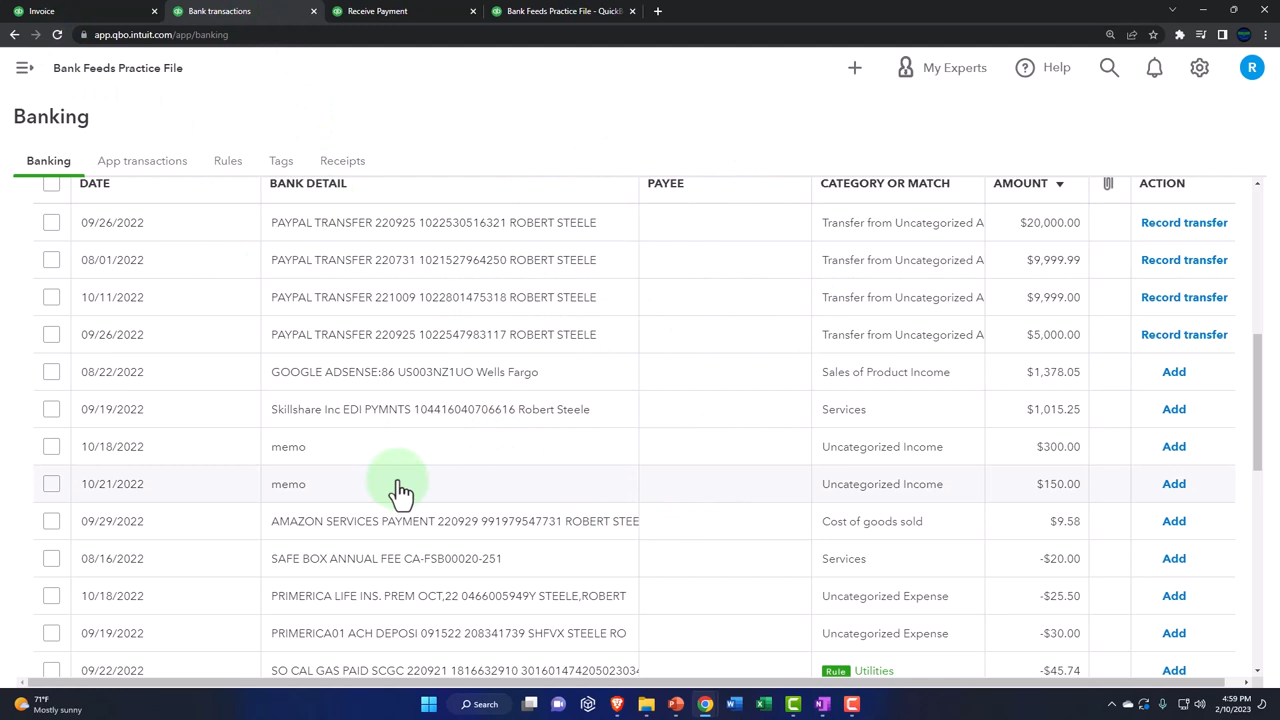 Invoice
Bank transactions
Receive Payment
Bank Feeds Practice File - QuickB
app.qbo.intuit.com/app/banking
Bank Feeds Practice File
My Experts
Help
R
Banking
Banking App transactions Rules Tags Receipts
DATE BANK DETAIL PAYEE CATEGORY OR MATCH AMOUNT ACTION
09/26/2022 PAYPAL TRANSFER 220925 1022530516321 ROBERT STEELE Transfer from Uncategorized A $20,000.00 Record transfer
08/01/2022 PAYPAL TRANSFER 220731 1021527964250 ROBERT STEELE Transfer from Uncategorized A $9,999.99 Record transfer
10/11/2022 PAYPAL TRANSFER 221009 1022801475318 ROBERT STEELE Transfer from Uncategorized A $9,999.00 Record transfer
09/26/2022 PAYPAL TRANSFER 220925 1022547983117 ROBERT STEELE Transfer from Uncategorized A $5,000.00 Record transfer
08/22/2022 GOOGLE ADSENSE:86 US003NZ1UO Wells Fargo Sales of Product Income $1,378.05 Add
09/19/2022 Skillshare Inc EDI PYMNTS 104416040706616 Robert Steele Services $1,015.25 Add
10/18/2022 memo Uncategorized Income $300.00 Add
10/21/2022 memo Uncategorized Income $150.00 Add
09/29/2022 AMAZON SERVICES PAYMENT 220929 991979547731 ROBERT STEE Cost of goods sold $9.58 Add
08/16/2022 SAFE BOX ANNUAL FEE CA-FSB00020-251 Services -$20.00 Add
10/18/2022 PRIMERICA LIFE INS. PREM OCT,22 0466005949Y STEELE,ROBERT Uncategorized Expense -$25.50 Add
09/19/2022 PRIMERICA01 ACH DEPOSI 091522 208341739 SHFVX STEELE RO Uncategorized Expense -$30.00 Add
09/22/2022 SO CAL GAS PAID SCGC 220921 1816632910 301601474205023034 Rule Utilities -$45.74 Add
71°F
Mostly sunny
Search
4:59 PM
2/10/2023